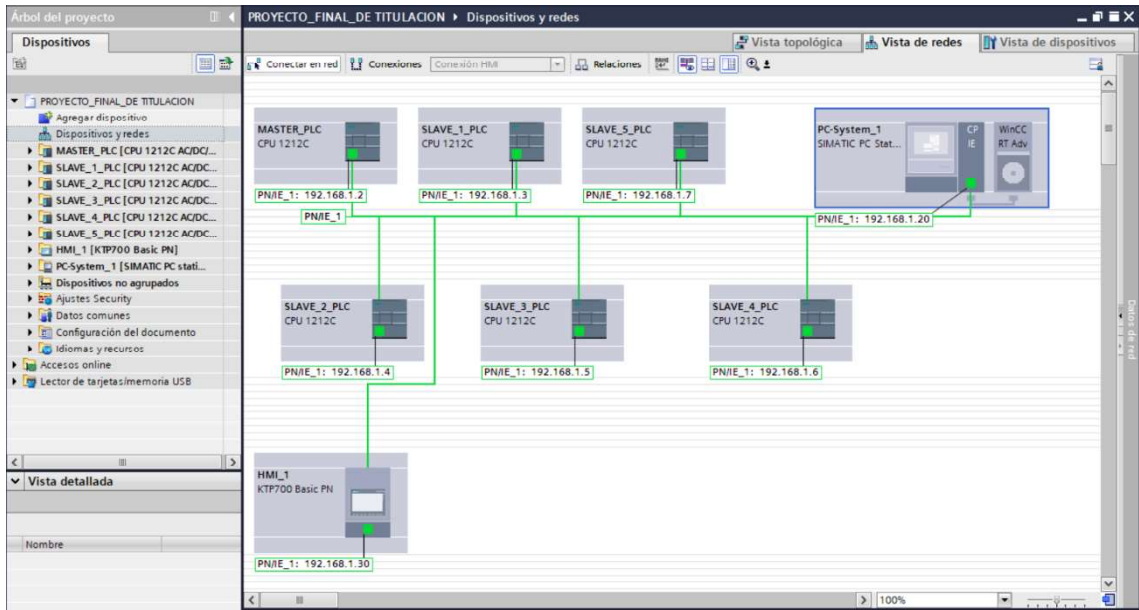 Árbol del proyecto
Dispositivos
PROYECTO_FINAL_DE TITULACION
Agregar dispositivo
Dispositivos y redes
MASTER_PLC [CPU 1212C AC/DC/...
SLAVE_1_PLC [CPU 1212C AC/DC...
SLAVE_2_PLC [CPU 1212C AC/DC...
SLAVE_3_PLC [CPU 1212C AC/DC...
SLAVE_4_PLC [CPU 1212C AC/DC...
SLAVE_5_PLC [CPU 1212C AC/DC...
HMI_1 [KTP700 Basic PN]
PC-System_1 [SIMATIC PC stati...
Dispositivos no agrupados
Ajustes Security
Datos comunes
Configuración del documento
Idiomas y recursos
Accesos online
Lector de tarjetas/memoria USB
Vista detallada
Nombre
PROYECTO_FINAL_DE TITULACION Dispositivos y redes
Vista topológica Vista de redes Vista de dispositivos
Conectar en red Conexiones Conexión HMI Relaciones
MASTER_PLC
CPU 1212C
PN/IE_1: 192.168.1.2
SLAVE_1_PLC
CPU 1212C
PN/IE_1: 192.168.1.3
SLAVE_5_PLC
CPU 1212C
PN/IE_1: 192.168.1.7
PC-System_1
SIMATIC PC Stat...
CP
IE
WinCC
RT Adv
PN/IE_1: 192.168.1.20
PN/IE_1
SLAVE_2_PLC
CPU 1212C
PN/IE_1: 192.168.1.4
SLAVE_3_PLC
CPU 1212C
PN/IE_1: 192.168.1.5
SLAVE_4_PLC
CPU 1212C
PN/IE_1: 192.168.1.6
HMI_1
KTP700 Basic PN
PN/IE_1: 192.168.1.30
100%
Datos de red